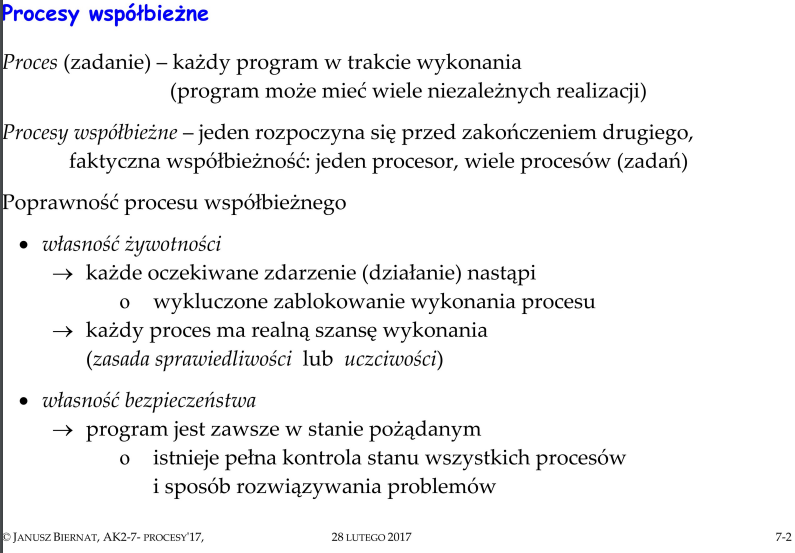 Procesy współbieżne
Proces (zadanie) – każdy program w trakcie wykonania
(program może mieć wiele niezależnych realizacji)
Procesy współbieżne – jeden rozpoczyna się przed zakończeniem drugiego,
faktyczna współbieżność: jeden procesor, wiele procesów (zadań)
Poprawność procesu współbieżnego
• własność żywotności
→ każde oczekiwane zdarzenie (działanie) nastąpi
o wykluczone zablokowanie wykonania procesu
→ każdy proces ma realną szansę wykonania
(zasada sprawiedliwości lub uczciwości)
• własność bezpieczeństwa
→ program jest zawsze w stanie pożądanym
o istnieje pełna kontrola stanu wszystkich procesów
i sposób rozwiązywania problemów
© JANUSZ BIERNAT, AK2-7- PROCESY'17, 28 LUTEGO 2017 7-2